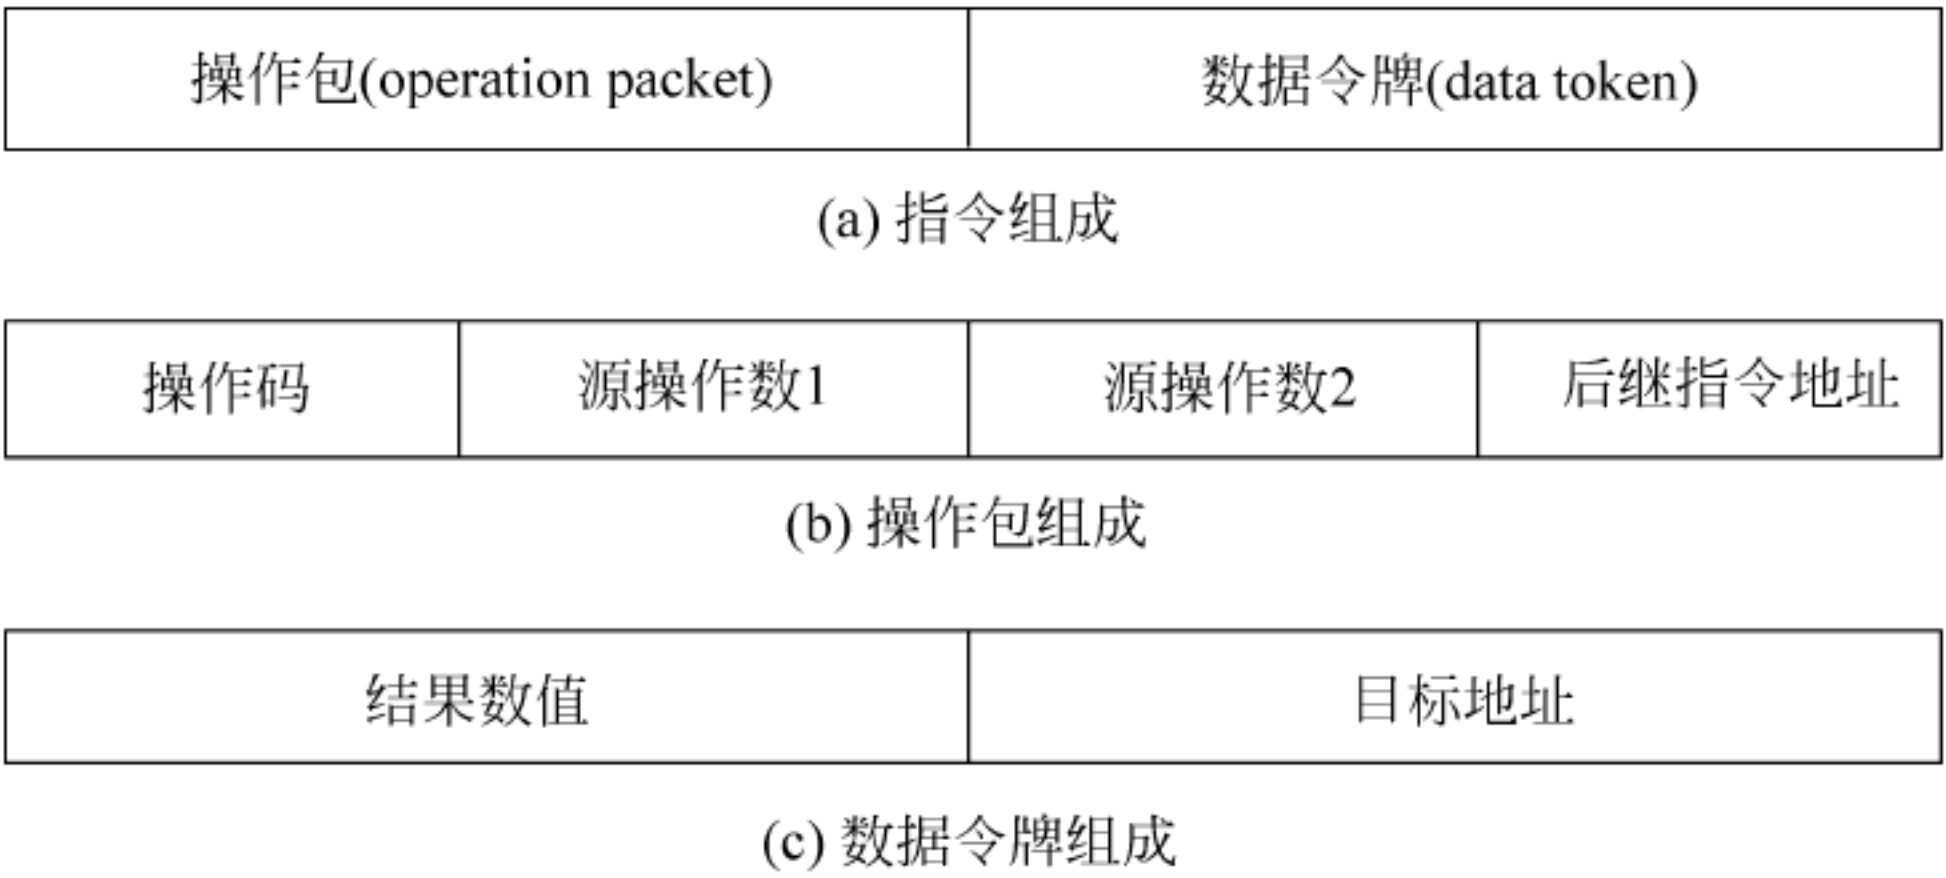 操作包(operation packet) 数据令牌(data token)
(a) 指令组成
操作码 源操作数1 源操作数2 后继指令地址
(b) 操作包组成
结果数值 目标地址
(c) 数据令牌组成